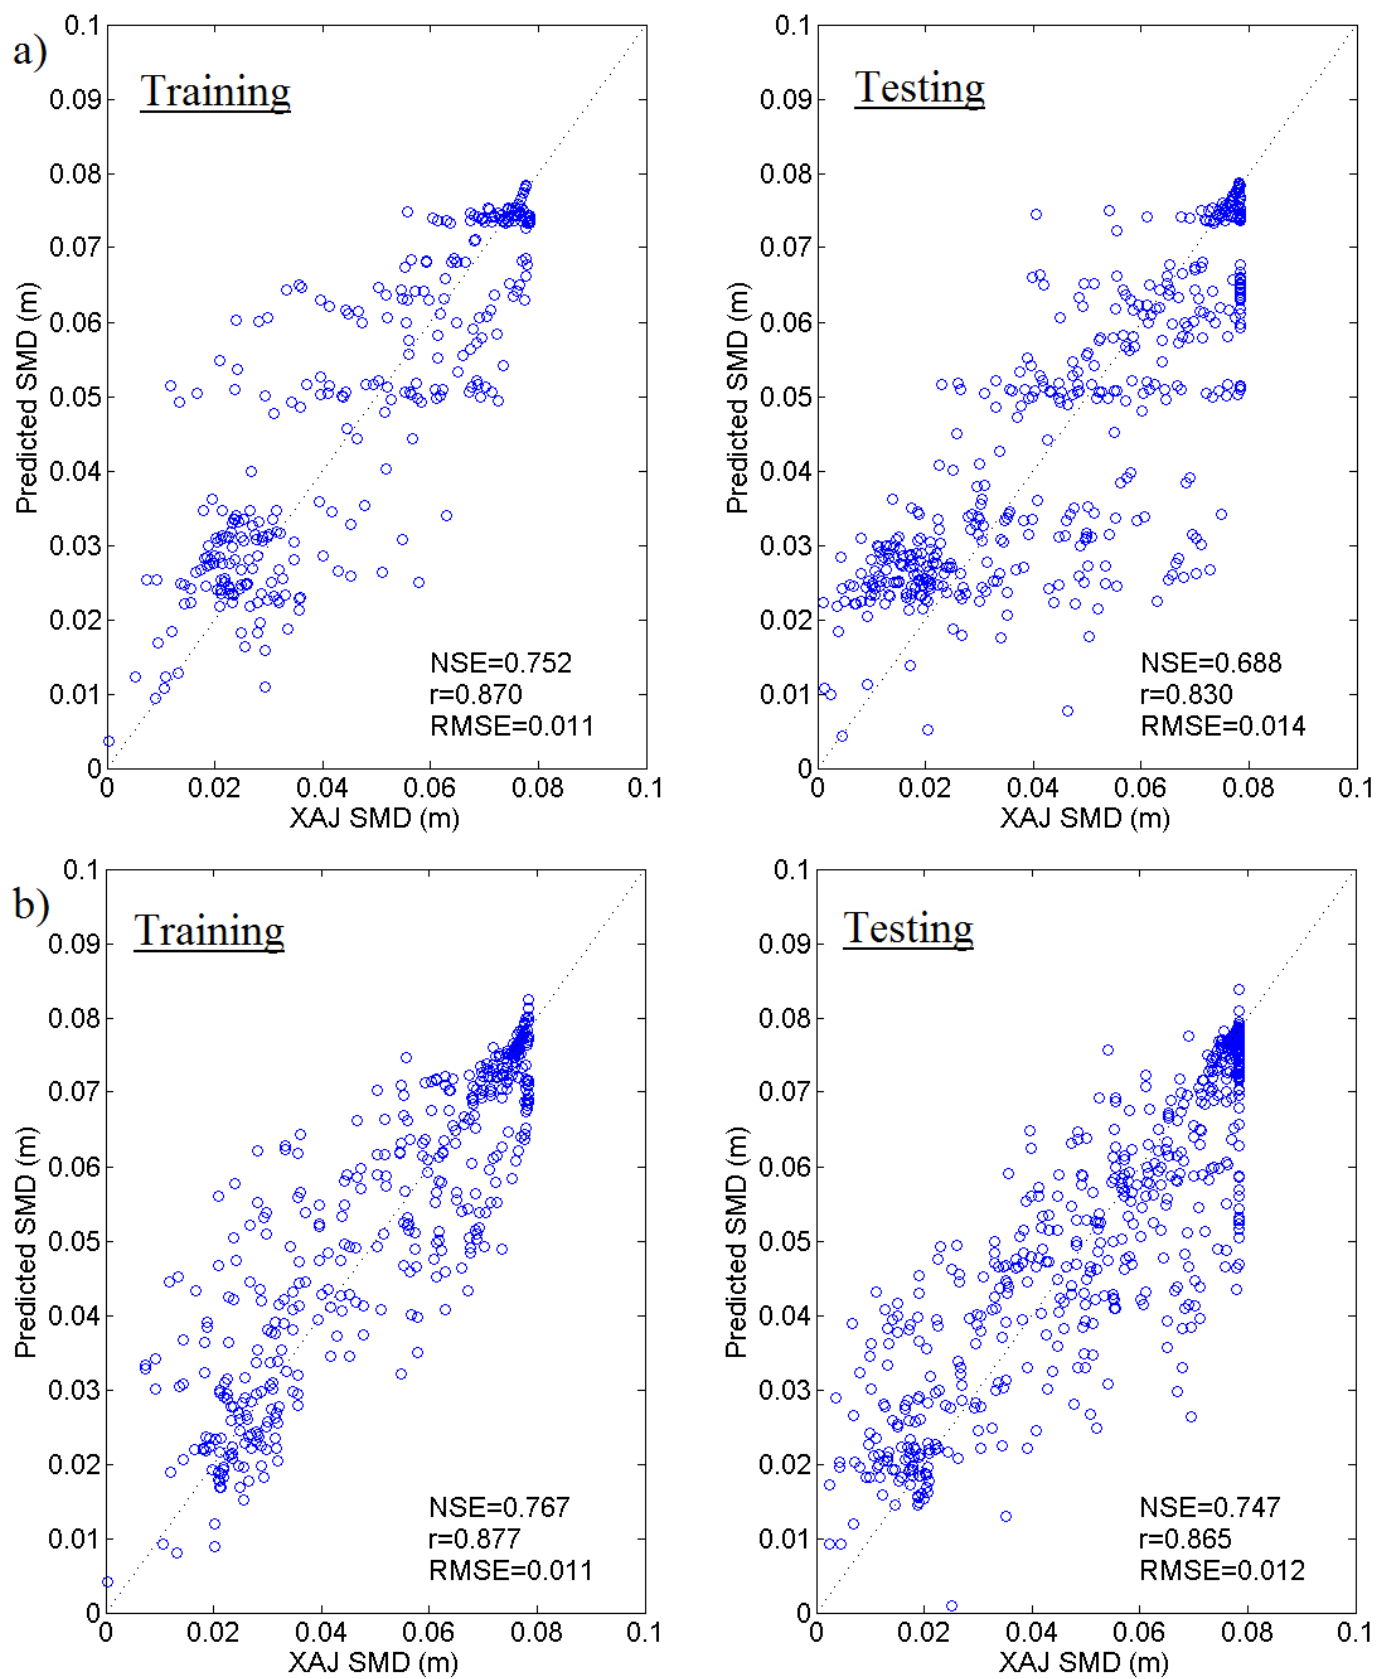 a)
Training
0.1
0.09
0.08
0.07
0.06
0.05
0.04
0.03
0.02
0.01
0
Predicted SMD (m)
NSE=0.752
r=0.870
RMSE=0.011
0 0.02 0.04 0.06 0.08 0.1
XAJ SMD (m)
Testing
0.1
0.09
0.08
0.07
0.06
0.05
0.04
0.03
0.02
0.01
0
Predicted SMD (m)
NSE=0.688
r=0.830
RMSE=0.014
0 0.02 0.04 0.06 0.08 0.1
XAJ SMD (m)
b)
Training
0.1
0.09
0.08
0.07
0.06
0.05
0.04
0.03
0.02
0.01
0
Predicted SMD (m)
NSE=0.767
r=0.877
RMSE=0.011
0 0.02 0.04 0.06 0.08 0.1
XAJ SMD (m)
Testing
0.1
0.09
0.08
0.07
0.06
0.05
0.04
0.03
0.02
0.01
0
Predicted SMD (m)
NSE=0.747
r=0.865
RMSE=0.012
0 0.02 0.04 0.06 0.08 0.1
XAJ SMD (m)